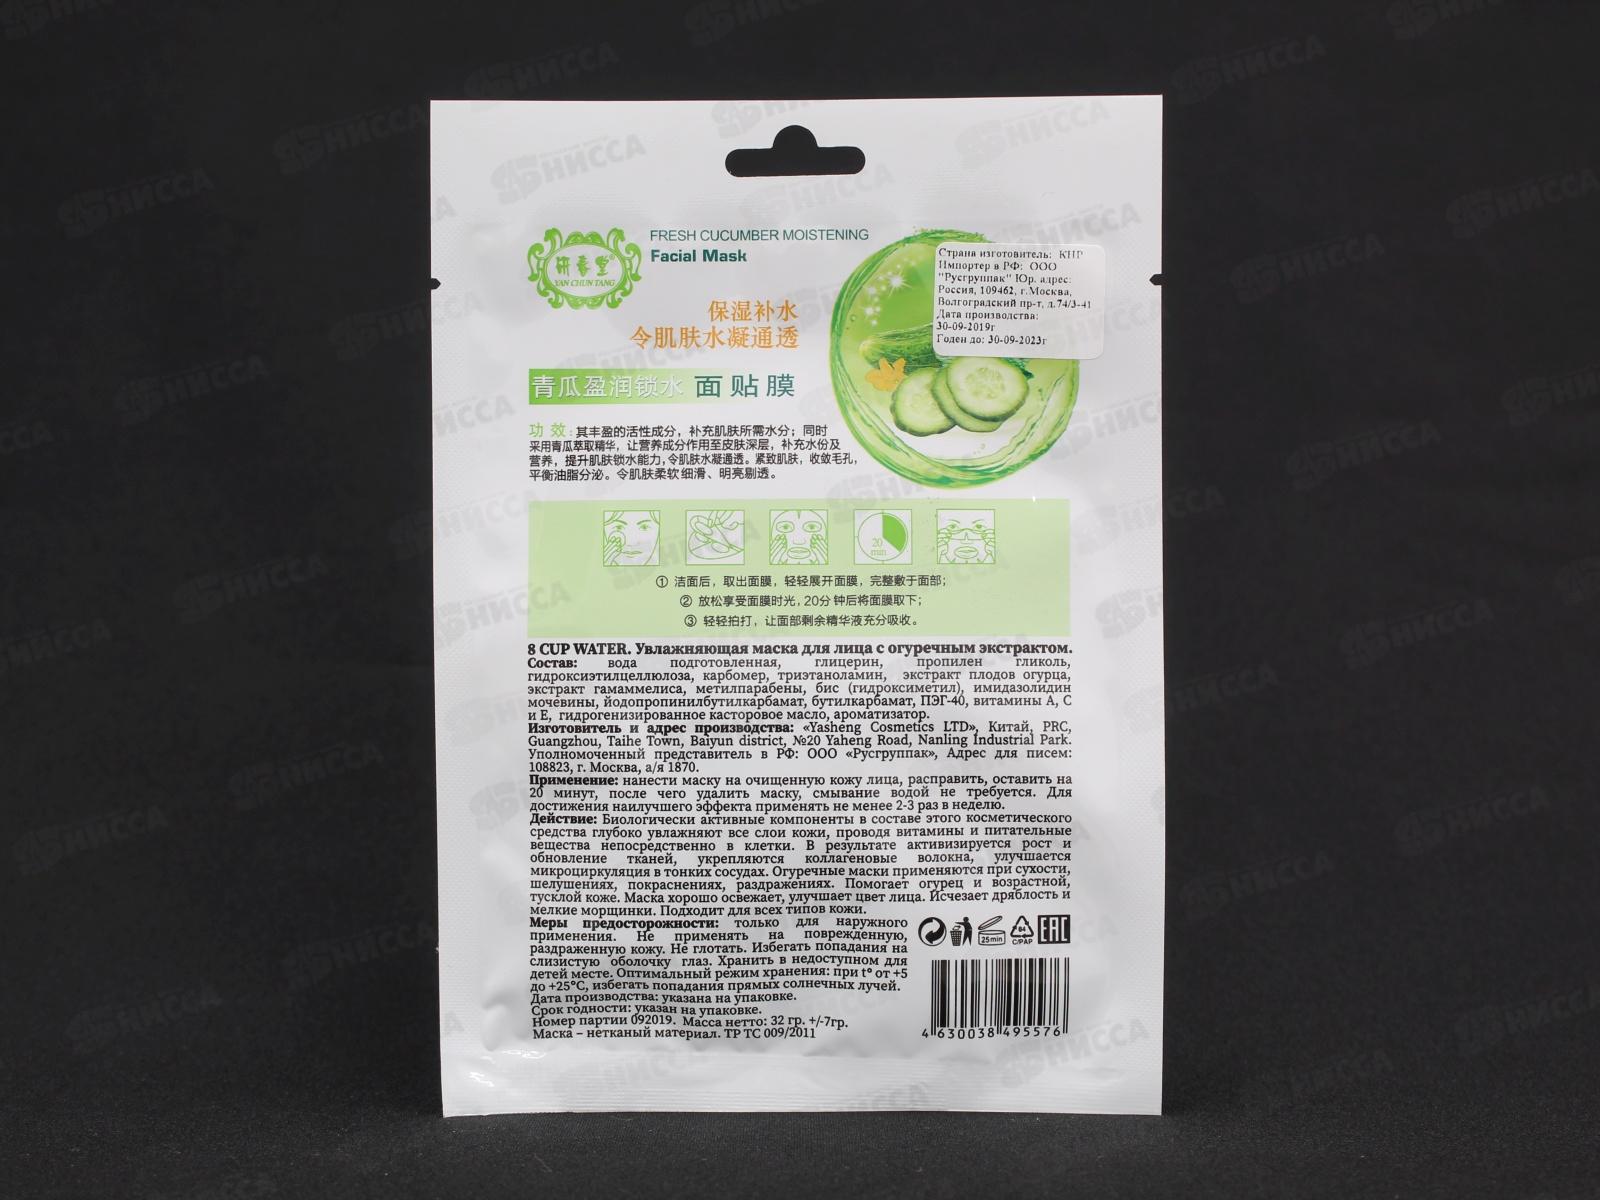 FRESH CUCUMBER MOISTENING
Facial Mask
研春堂®
YAN CHUN TANG
保湿补水
令肌肤水凝通透
青瓜盈润锁水 面贴膜
Страна изготовитель: КНР
Импортер в РФ: ООО
"Русгруппак" Юр. адрес:
Россия, 109462, г.Москва,
Волгоградский пр-т, д.74/3-41
Дата производства:
30-09-2019г
Годен до: 30-09-2023г
功 效: 其丰盈的活性成分，补充肌肤所需水分；同时
采用青瓜萃取精华，让营养成分作用至皮肤深层，补充水份及
营养，提升肌肤锁水能力，令肌肤水凝通透。紧致肌肤，收敛毛孔，
平衡油脂分泌。令肌肤柔软细滑、明亮剔透。
20
min
① 洁面后，取出面膜，轻轻展开面膜，完整敷于面部；
② 放松享受面膜时光，20分钟后将面膜取下；
③ 轻轻拍打，让面部剩余精华液充分吸收。
8 CUP WATER. Увлажняющая маска для лица с огуречным экстрактом.
Состав: вода подготовленная, глицерин, пропилен гликоль,
гидроксиэтилцеллюлоза, карбомер, триэтаноламин, экстракт плодов огурца,
экстракт гамаммелиса, метилпарабены, бис (гидроксиметил), имидазолидин
мочевины, йодопропинилбутилкарбамат, бутилкарбамат, ПЭГ-40, витамины А, С
и Е, гидрогенизированное касторовое масло, ароматизатор.
Изготовитель и адрес производства: «Yasheng Cosmetics LTD», Китай, PRC,
Guangzhou, Taihe Town, Baiyun district, №20 Yaheng Road, Nanling Industrial Park.
Уполномоченный представитель в РФ: ООО «Русгруппак», Адрес для писем:
108823, г. Москва, а/я 1870.
Применение: нанести маску на очищенную кожу лица, расправить, оставить на
20 минут, после чего удалить маску, смывание водой не требуется. Для
достижения наилучшего эффекта применять не менее 2-3 раз в неделю.
Действие: Биологически активные компоненты в составе этого косметического
средства глубоко увлажняют все слои кожи, проводя витамины и питательные
вещества непосредственно в клетки. В результате активизируется рост и
обновление тканей, укрепляются коллагеновые волокна, улучшается
микроциркуляция в тонких сосудах. Огуречные маски применяются при сухости,
шелушениях, покраснениях, раздражениях. Помогает огурец и возрастной,
тусклой коже. Маска хорошо освежает, улучшает цвет лица. Исчезает дряблость и
мелкие морщинки. Подходит для всех типов кожи.
Меры предосторожности: только для наружного
применения. Не применять на поврежденную,
раздраженную кожу. Не глотать. Избегать попадания на
слизистую оболочку глаз. Хранить в недоступном для
детей месте. Оптимальный режим хранения: при t° от +5
до +25°С, избегать попадания прямых солнечных лучей.
Дата производства: указана на упаковке.
Срок годности: указан на упаковке.
Номер партии 092019. Масса нетто: 32 гр. +/-7гр.
Маска – нетканый материал. ТР ТС 009/2011
25min
84
C/PAP
EAC
4 630038 495576
НИССА